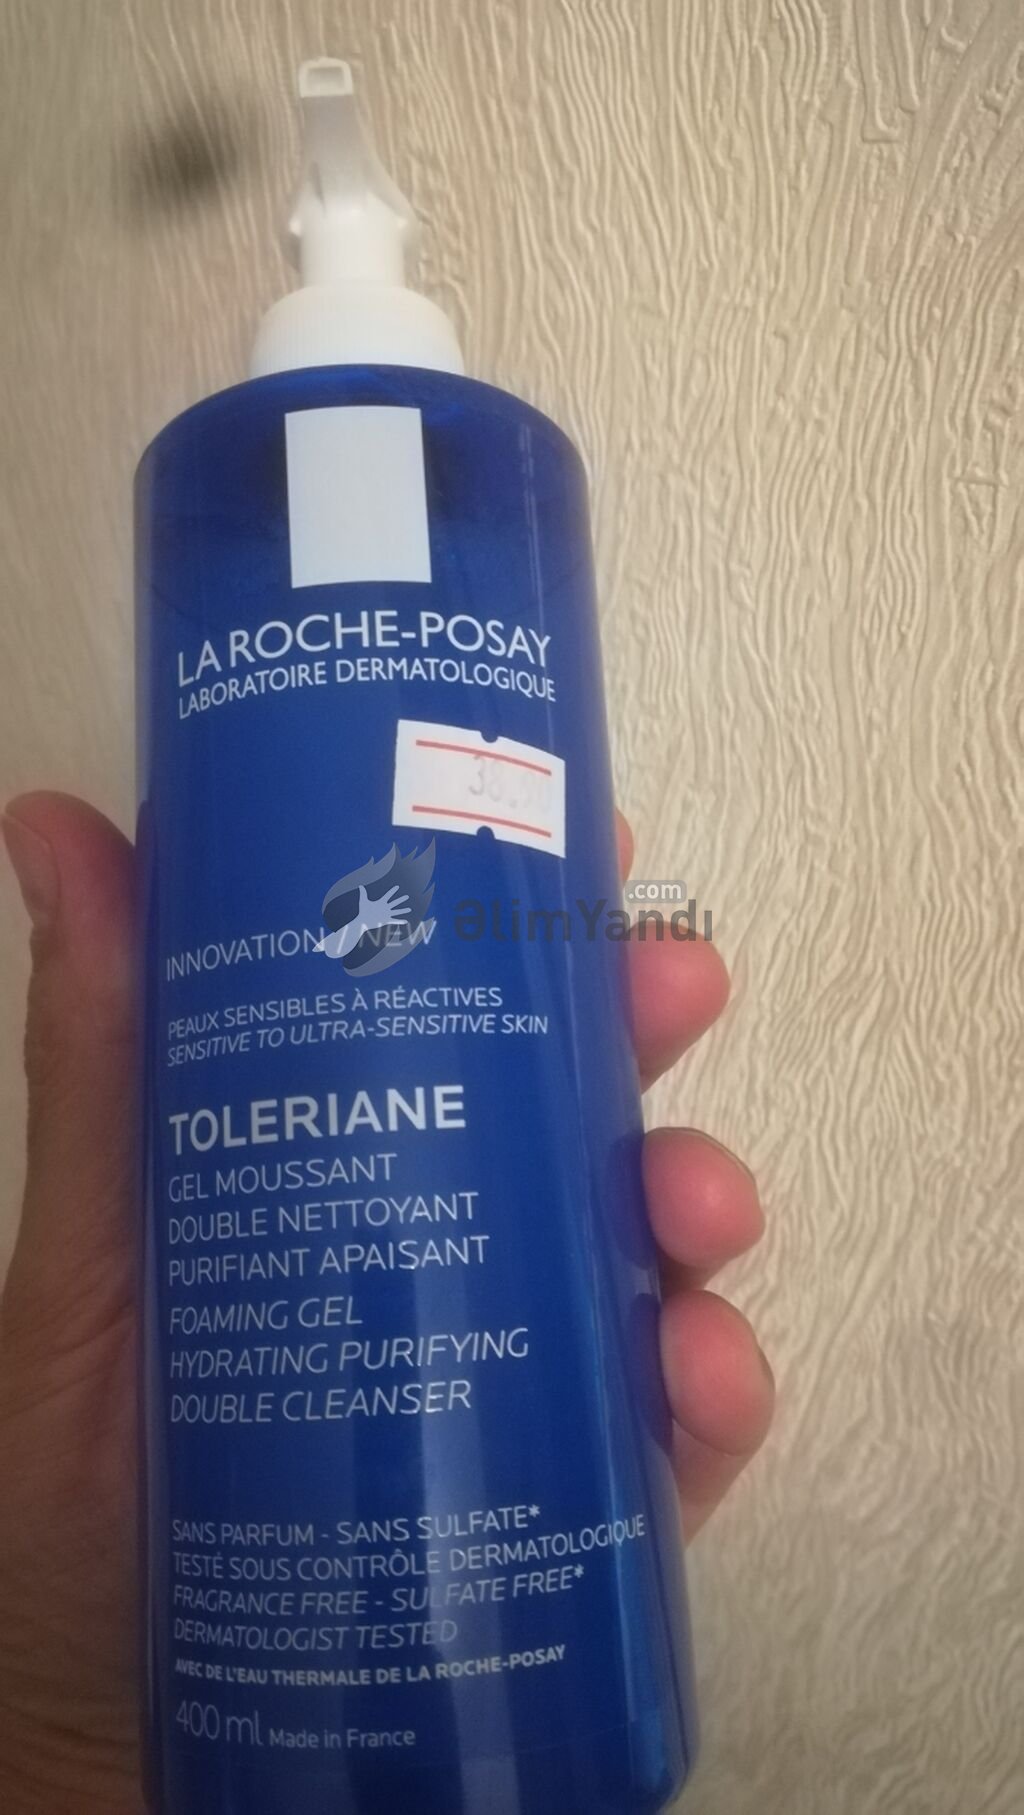 LA ROCHE-POSAY
LABORATOIRE DERMATOLOGIQUE
.com
ƏlimYandı
INNOVATION / NEW
PEAUX SENSIBLES À RÉACTIVES
SENSITIVE TO ULTRA-SENSITIVE SKIN
TOLERIANE
GEL MOUSSANT
DOUBLE NETTOYANT
PURIFIANT APAISANT
FOAMING GEL
HYDRATING PURIFYING
DOUBLE CLEANSER
SANS PARFUM - SANS SULFATE*
TESTÉ SOUS CONTRÔLE DERMATOLOGIQUE
FRAGRANCE FREE - SULFATE FREE*
DERMATOLOGIST TESTED
AVEC DE L'EAU THERMALE DE LA ROCHE-POSAY
400 ml Made in France